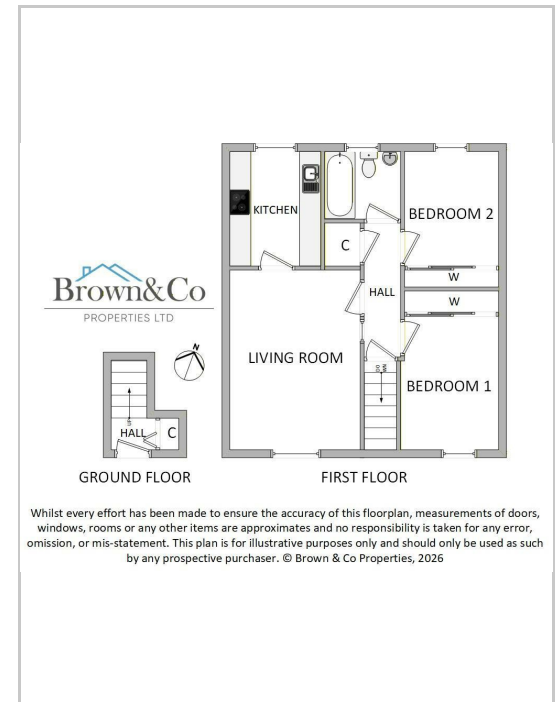 KITCHEN
BEDROOM 2
C
W
HALL
W
LIVING ROOM
BEDROOM 1
DOWN
FIRST FLOOR
Brown&Co
PROPERTIES LTD
N
UP
HALL
C
GROUND FLOOR
Whilst every effort has been made to ensure the accuracy of this floorplan, measurements of doors,
windows, rooms or any other items are approximates and no responsibility is taken for any error,
omission, or mis-statement. This plan is for illustrative purposes only and should only be used as such
by any prospective purchaser. © Brown & Co Properties, 2026